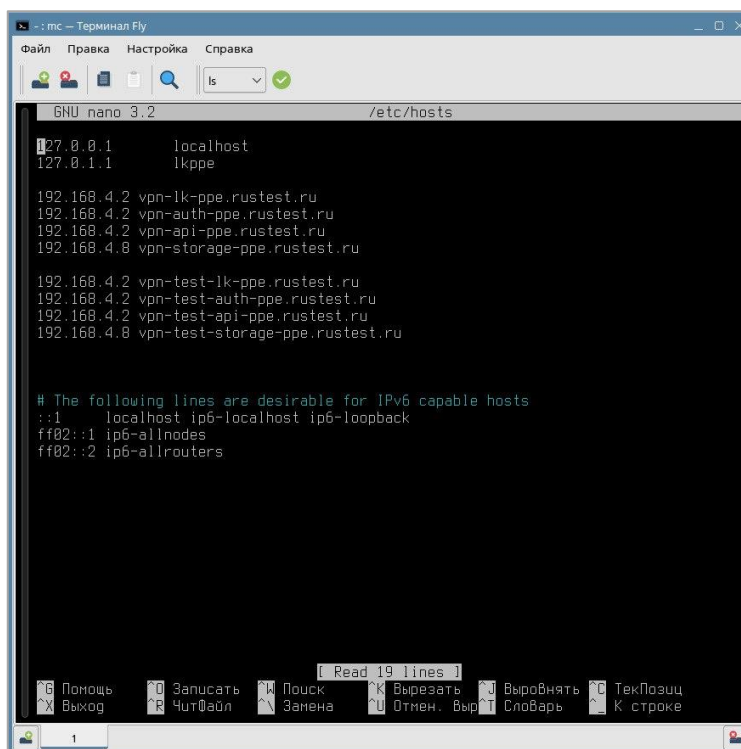 - : mc — Терминал Fly
Файл Правка Настройка Справка
ls
GNU nano 3.2 /etc/hosts
127.0.0.1 localhost
127.0.1.1 lkppe
192.168.4.2 vpn-lk-ppe.rustest.ru
192.168.4.2 vpn-auth-ppe.rustest.ru
192.168.4.2 vpn-api-ppe.rustest.ru
192.168.4.8 vpn-storage-ppe.rustest.ru
192.168.4.2 vpn-test-lk-ppe.rustest.ru
192.168.4.2 vpn-test-auth-ppe.rustest.ru
192.168.4.2 vpn-test-api-ppe.rustest.ru
192.168.4.8 vpn-test-storage-ppe.rustest.ru
# The following lines are desirable for IPv6 capable hosts
::1 localhost ip6-localhost ip6-loopback
ff02::1 ip6-allnodes
ff02::2 ip6-allrouters
[ Read 19 lines ]
^G Помощь ^O Записать ^W Поиск ^K Вырезать ^J Выровнять ^C ТекПозиц
^X Выход ^R ЧитФайл ^\ Замена ^U Отмен. Выр ^T Словарь ^_ К строке
1